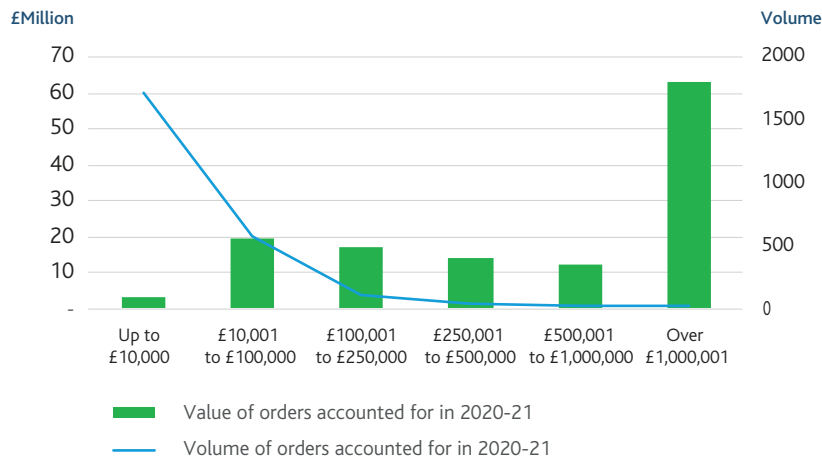 £Million
Volume
70
60
50
40
30
20
10
-
2000
1500
1000
500
0
Up to
£10,000
£10,001
to £100,000
£100,001
to £250,000
£250,001
to £500,000
£500,001
to £1,000,000
Over
£1,000,001
Value of orders accounted for in 2020-21
Volume of orders accounted for in 2020-21